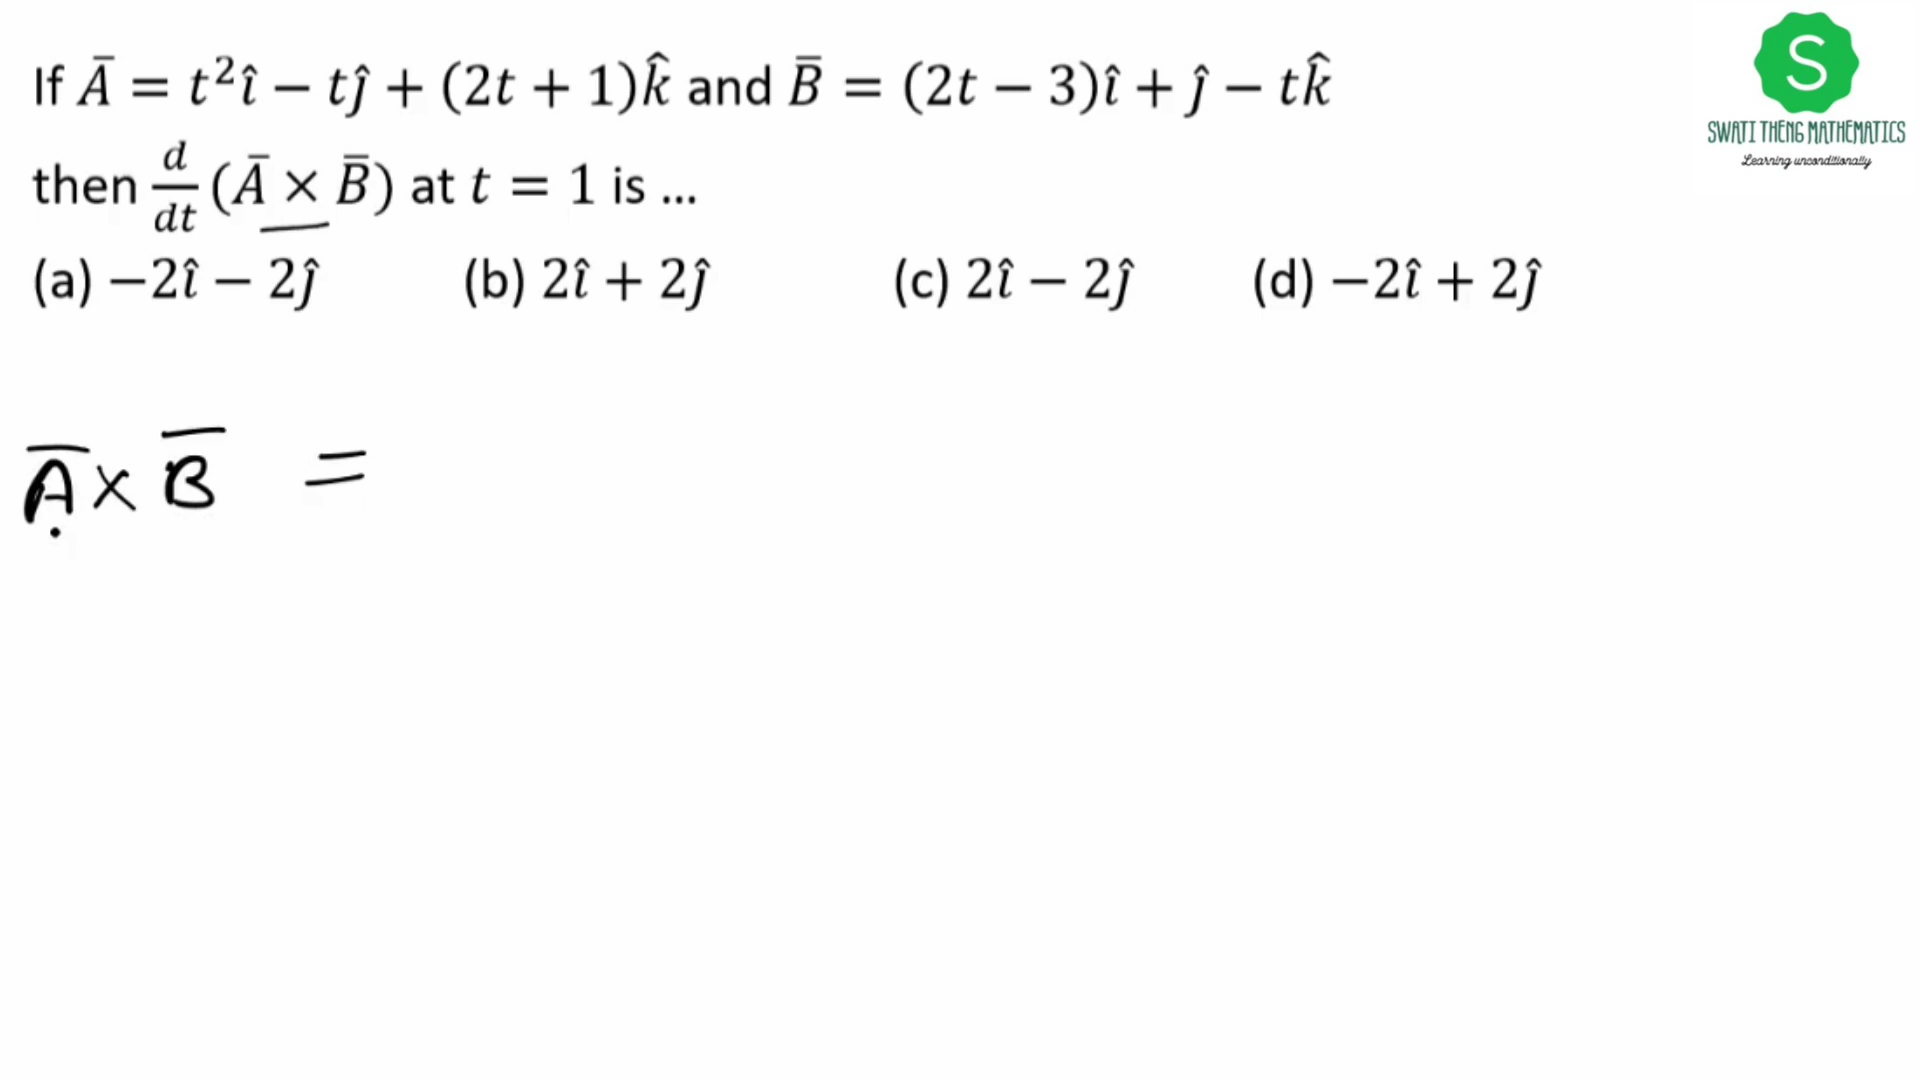 If Ā = t²î − tĵ + (2t + 1)k̂ and B̄ = (2t − 3)î + ĵ − tk̂
then d/dt (Ā × B̄) at t = 1 is ...
(a) −2î − 2ĵ (b) 2î + 2ĵ (c) 2î − 2ĵ (d) −2î + 2ĵ
Ā × B̄ =
S
SWATI THENG MATHEMATICS
Learning unconditionally